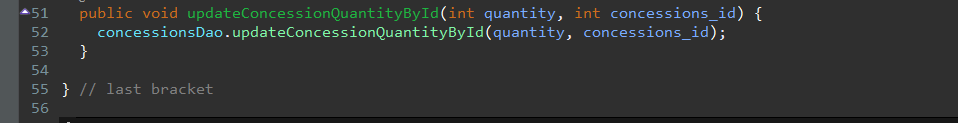 51 public void updateConcessionQuantityById(int quantity, int concessions_id) {
52 concessionsDao.updateConcessionQuantityById(quantity, concessions_id);
53 }
54
55 } // last bracket
56